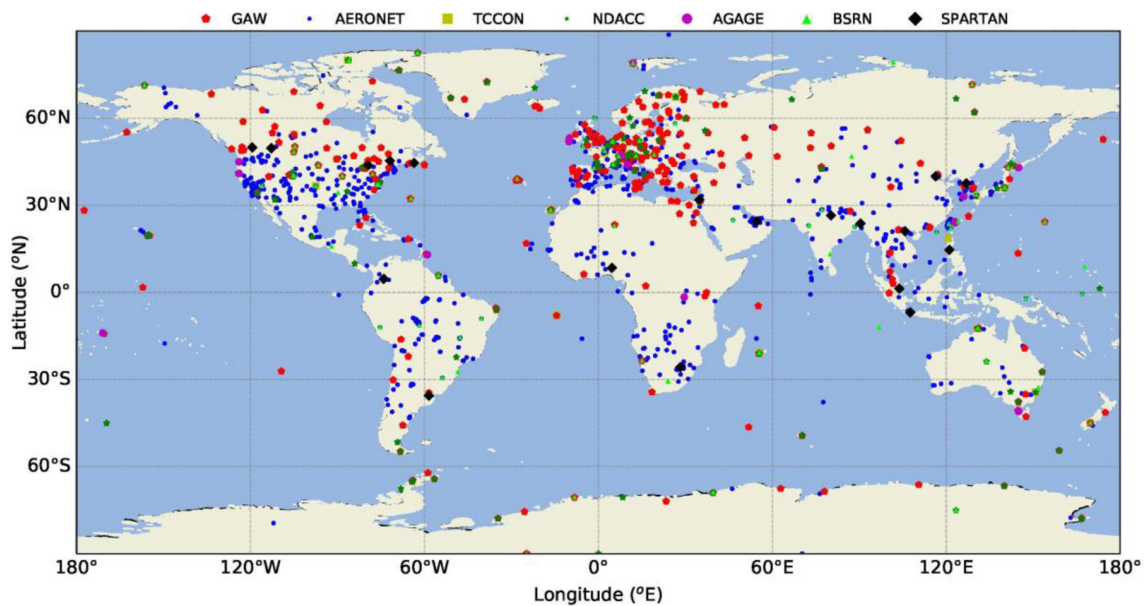 GAW AERONET TCCON NDACC AGAGE BSRN SPARTAN
60°N
30°N
0°
30°S
60°S
Latitude (°N)
180° 120°W 60°W 0° 60°E 120°E 180°
Longitude (°E)